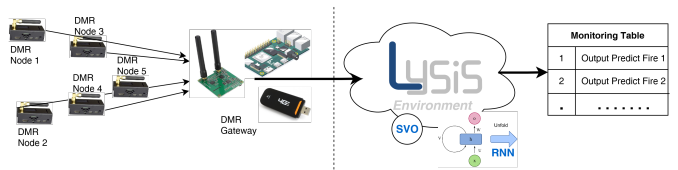 DMR
Node 1
DMR
Node 3
DMR
Node 5
DMR
Node 4
DMR
Node 2
4GE
DMR
Gateway
LYSiS
Environment
SVO
Unfold
RNN
V
W
U
Monitoring Table
1 Output Predict Fire 1
2 Output Predict Fire 2
. . . . . . . .